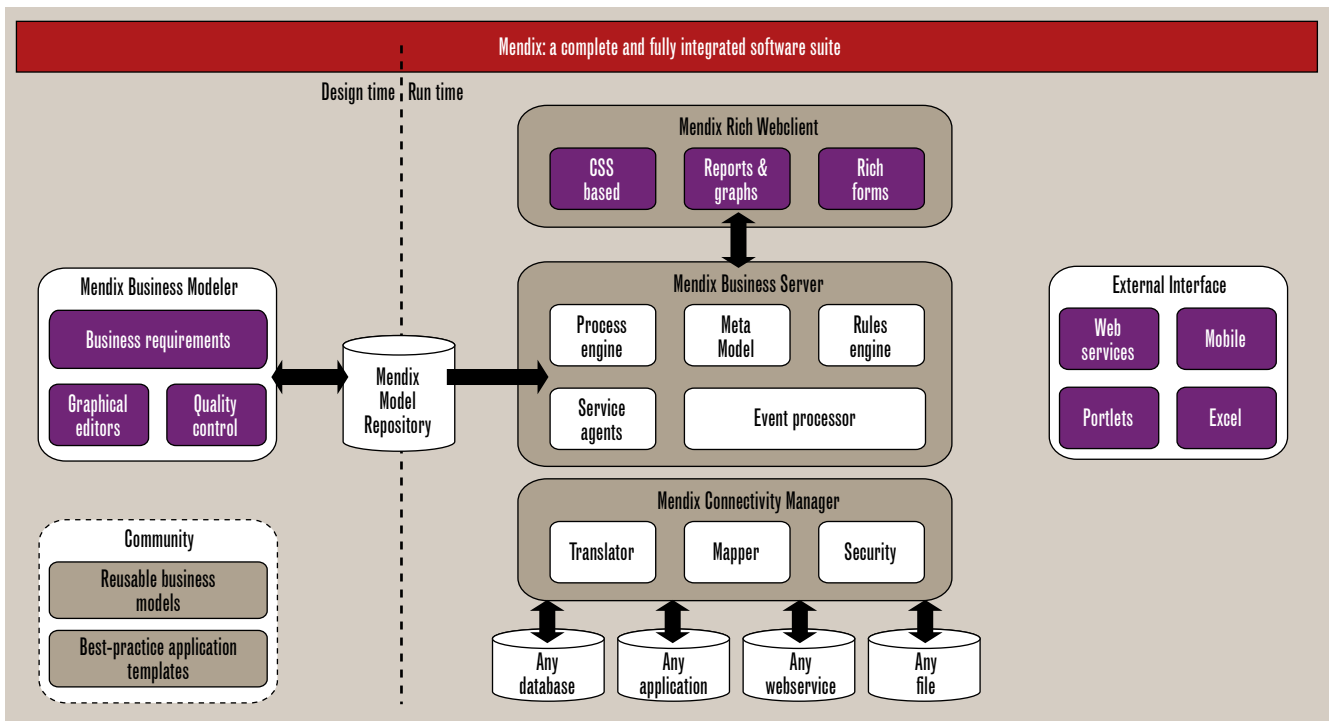 Mendix: a complete and fully integrated software suite
Design time
Run time
Mendix Rich Webclient
CSS
based
Reports &
graphs
Rich
forms
Mendix Business Modeler
Business requirements
Graphical
editors
Quality
control
Mendix
Model
Repository
Mendix Business Server
Process
engine
Meta
Model
Rules
engine
Service
agents
Event processor
External Interface
Web
services
Mobile
Portlets
Excel
Community
Reusable business
models
Best-practice application
templates
Mendix Connectivity Manager
Translator
Mapper
Security
Any
database
Any
application
Any
webservice
Any
file